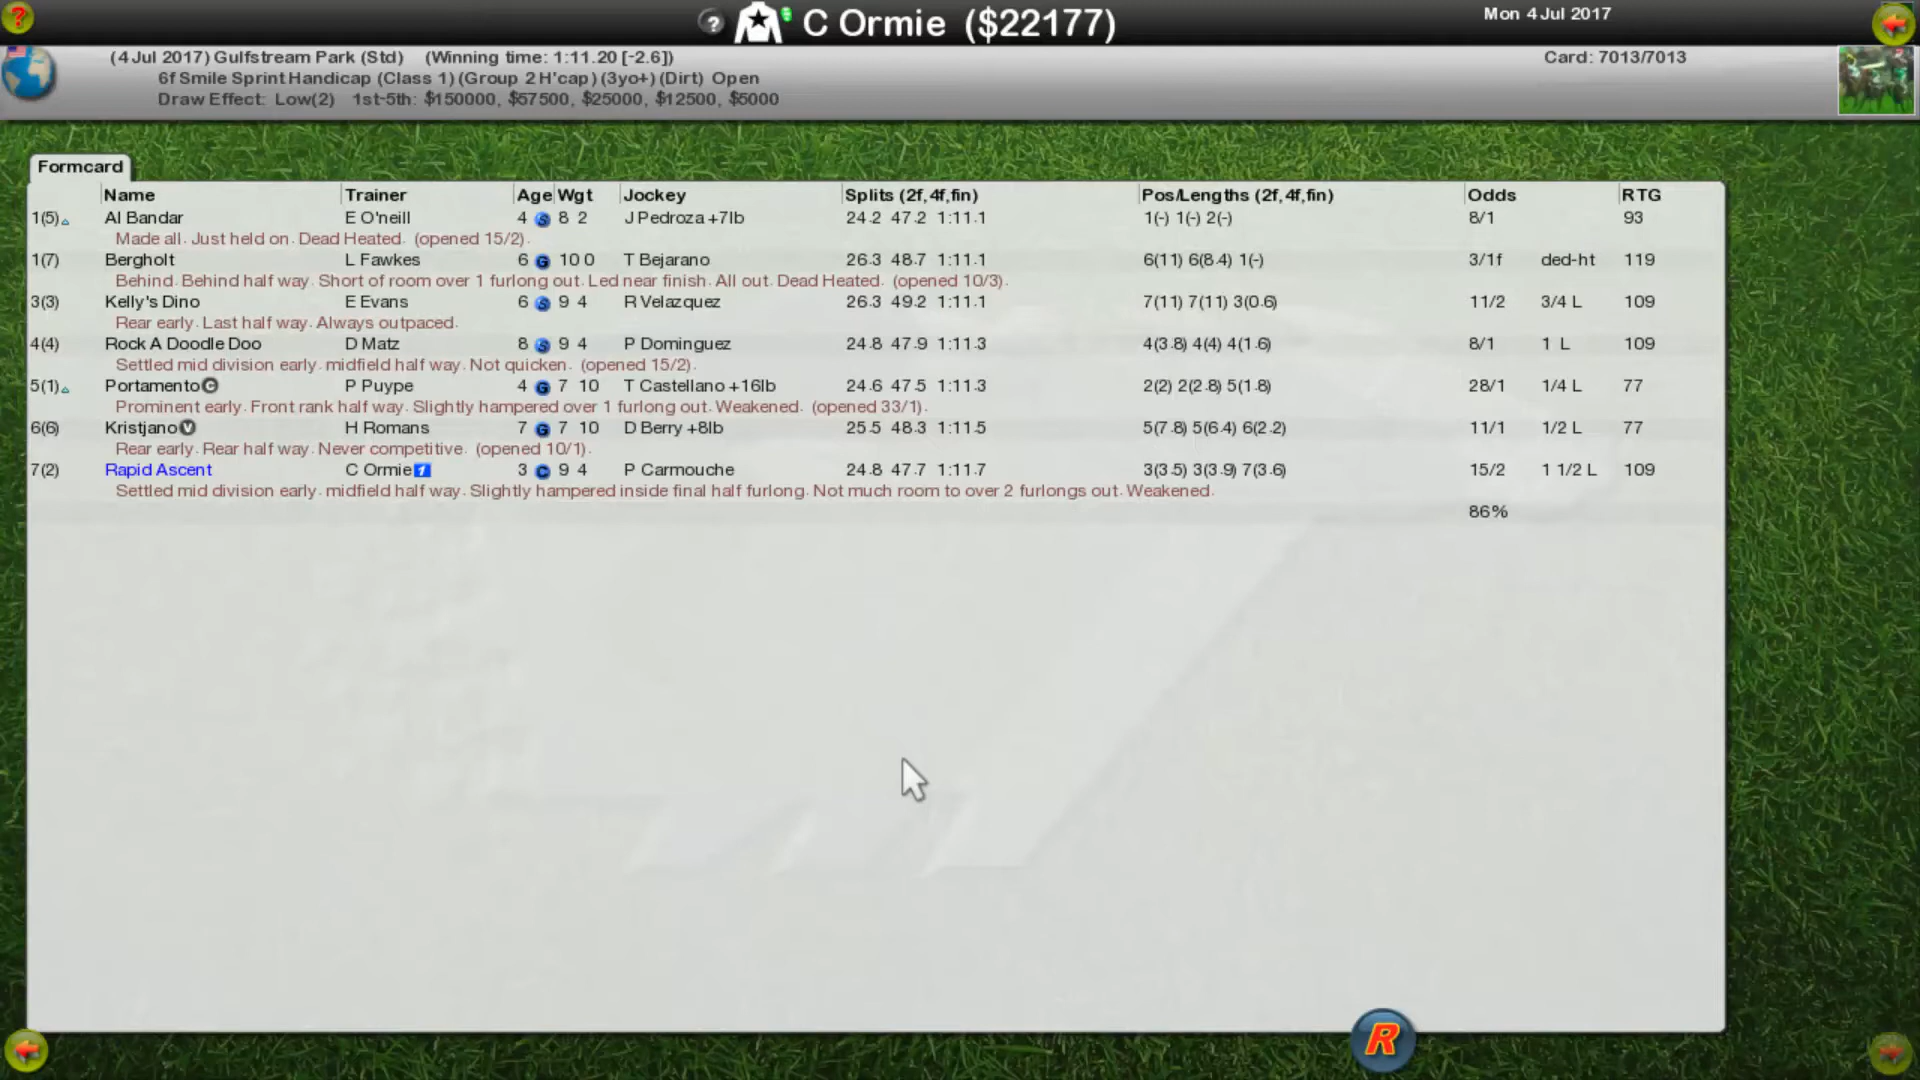 ? C Ormie ($22177) Mon 4 Jul 2017
(4 Jul 2017) Gulfstream Park (Std) (Winning time: 1:11.20 [-2.6]) Card: 7013/7013
6f Smile Sprint Handicap (Class 1) (Group 2 H'cap) (3yo+) (Dirt) Open
Draw Effect: Low(2) 1st-5th: $150000, $57500, $25000, $12500, $5000
Formcard
Name Trainer Age Wgt Jockey Splits (2f,4f,fin) Pos/Lengths (2f,4f,fin) Odds RTG
1(5) Al Bandar E O'neill 4 S 8 2 J Pedroza +7lb 24.2 47.2 1:11.1 1(-) 1(-) 2(-) 8/1 93
Made all. Just held on. Dead Heated. (opened 15/2).
1(7) Bergholt L Fawkes 6 G 10 0 T Bejarano 26.3 48.7 1:11.1 6(11) 6(8.4) 1(-) 3/1f ded-ht 119
Behind. Behind half way. Short of room over 1 furlong out. Led near finish. All out. Dead Heated. (opened 10/3).
3(3) Kelly's Dino E Evans 6 S 9 4 R Velazquez 26.3 49.2 1:11.1 7(11) 7(11) 3(0.6) 11/2 3/4 L 109
Rear early. Last half way. Always outpaced.
4(4) Rock A Doodle Doo D Matz 8 S 9 4 P Dominguez 24.8 47.9 1:11.3 4(3.8) 4(4) 4(1.6) 8/1 1 L 109
Settled mid division early. midfield half way. Not quicken. (opened 15/2).
5(1) Portamento C P Puype 4 G 7 10 T Castellano +16lb 24.6 47.5 1:11.3 2(2) 2(2.8) 5(1.8) 28/1 1/4 L 77
Prominent early. Front rank half way. Slightly hampered over 1 furlong out. Weakened. (opened 33/1).
6(6) Kristjano V H Romans 7 G 7 10 D Berry +8lb 25.5 48.3 1:11.5 5(7.8) 5(6.4) 6(2.2) 11/1 1/2 L 77
Rear early. Rear half way. Never competitive. (opened 10/1).
7(2) Rapid Ascent C Ormie 1 3 C 9 4 P Carmouche 24.8 47.7 1:11.7 3(3.5) 3(3.9) 7(3.6) 15/2 1 1/2 L 109
Settled mid division early. midfield half way. Slightly hampered inside final half furlong. Not much room to over 2 furlongs out. Weakened.
86%
R